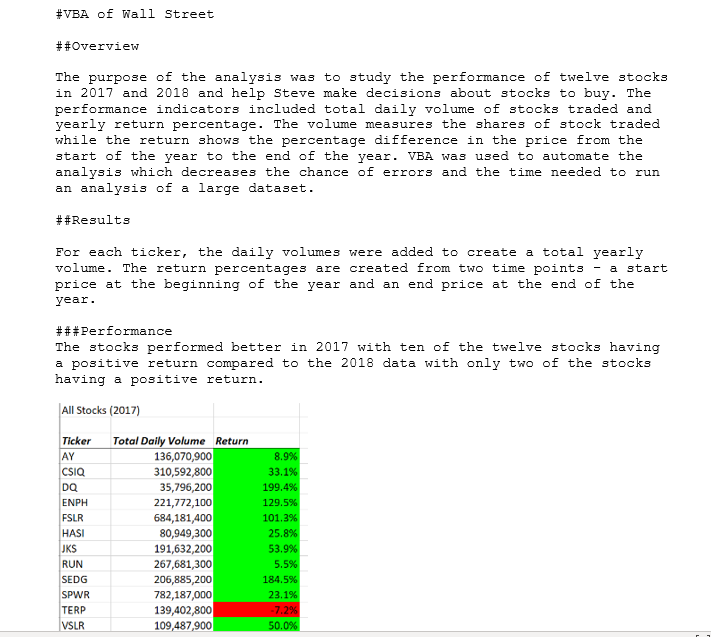 #VBA of Wall Street
##Overview
The purpose of the analysis was to study the performance of twelve stocks
in 2017 and 2018 and help Steve make decisions about stocks to buy. The
performance indicators included total daily volume of stocks traded and
yearly return percentage. The volume measures the shares of stock traded
while the return shows the percentage difference in the price from the
start of the year to the end of the year. VBA was used to automate the
analysis which decreases the chance of errors and the time needed to run
an analysis of a large dataset.
##Results
For each ticker, the daily volumes were added to create a total yearly
volume. The return percentages are created from two time points - a start
price at the beginning of the year and an end price at the end of the
year.
###Performance
The stocks performed better in 2017 with ten of the twelve stocks having
a positive return compared to the 2018 data with only two of the stocks
having a positive return.
All Stocks (2017)
Ticker Total Daily Volume Return
AY 136,070,900 8.9%
CSIQ 310,592,800 33.1%
DQ 35,796,200 199.4%
ENPH 221,772,100 129.5%
FSLR 684,181,400 101.3%
HASI 80,949,300 25.8%
JKS 191,632,200 53.9%
RUN 267,681,300 5.5%
SEDG 206,885,200 184.5%
SPWR 782,187,000 23.1%
TERP 139,402,800 -7.2%
VSLR 109,487,900 50.0%